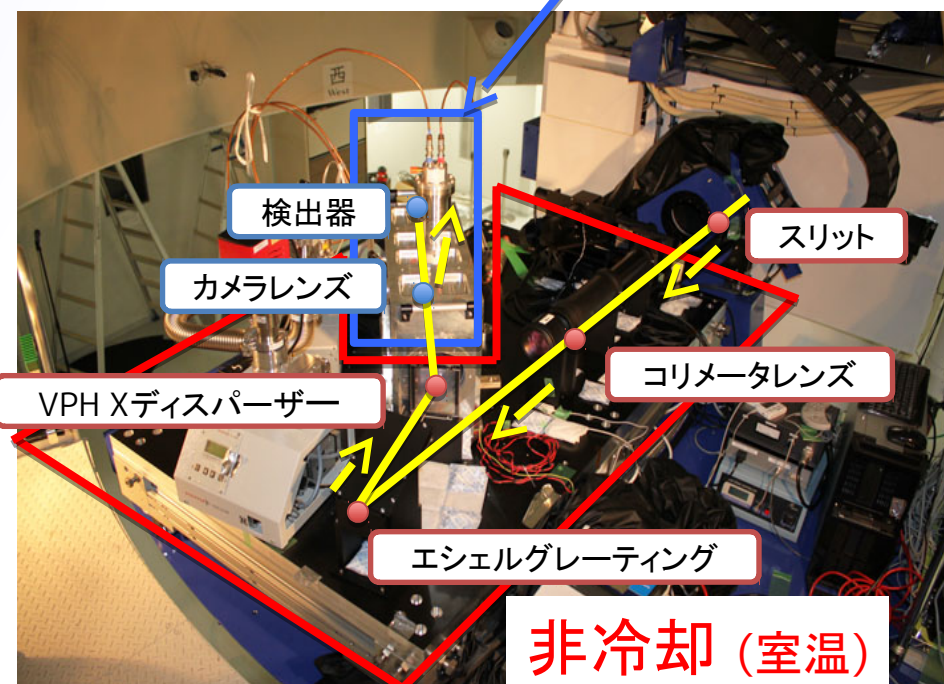 西
West
検出器
スリット
カメラレンズ
コリメータレンズ
VPH Xディスパーザー
エシェルグレーティング
非冷却 (室温)